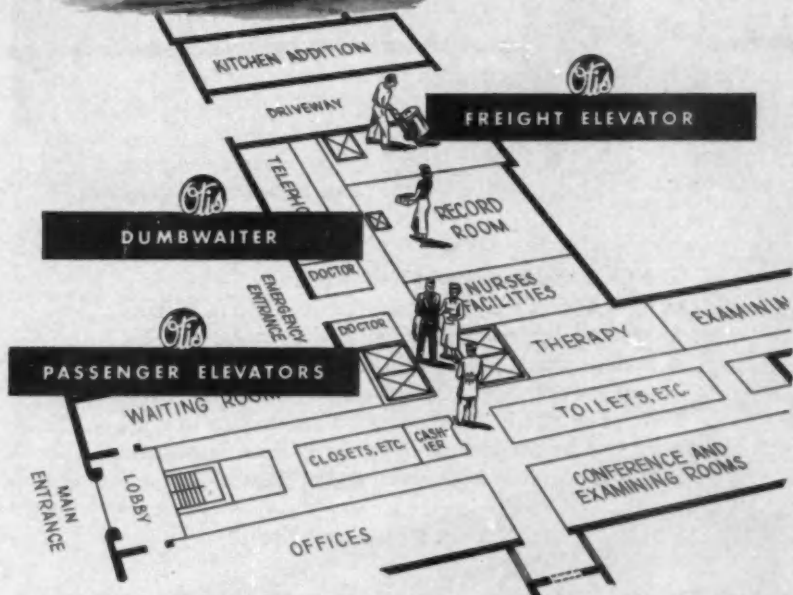 KITCHEN ADDITION
DRIVEWAY
Otis
FREIGHT ELEVATOR
Otis
DUMBWAITER
RECORD
ROOM
DOCTOR
EMERGENCY
ENTRANCE
NURSES
FACILITIES
DOCTOR
THERAPY
Otis
PASSENGER ELEVATORS
WAITING
TOILETS, ETC.
CLOSETS, ETC.
CASH-
IER
CONFERENCE AND
EXAMINING ROOMS
MAIN
ENTRANCE
LOBBY
OFFICES